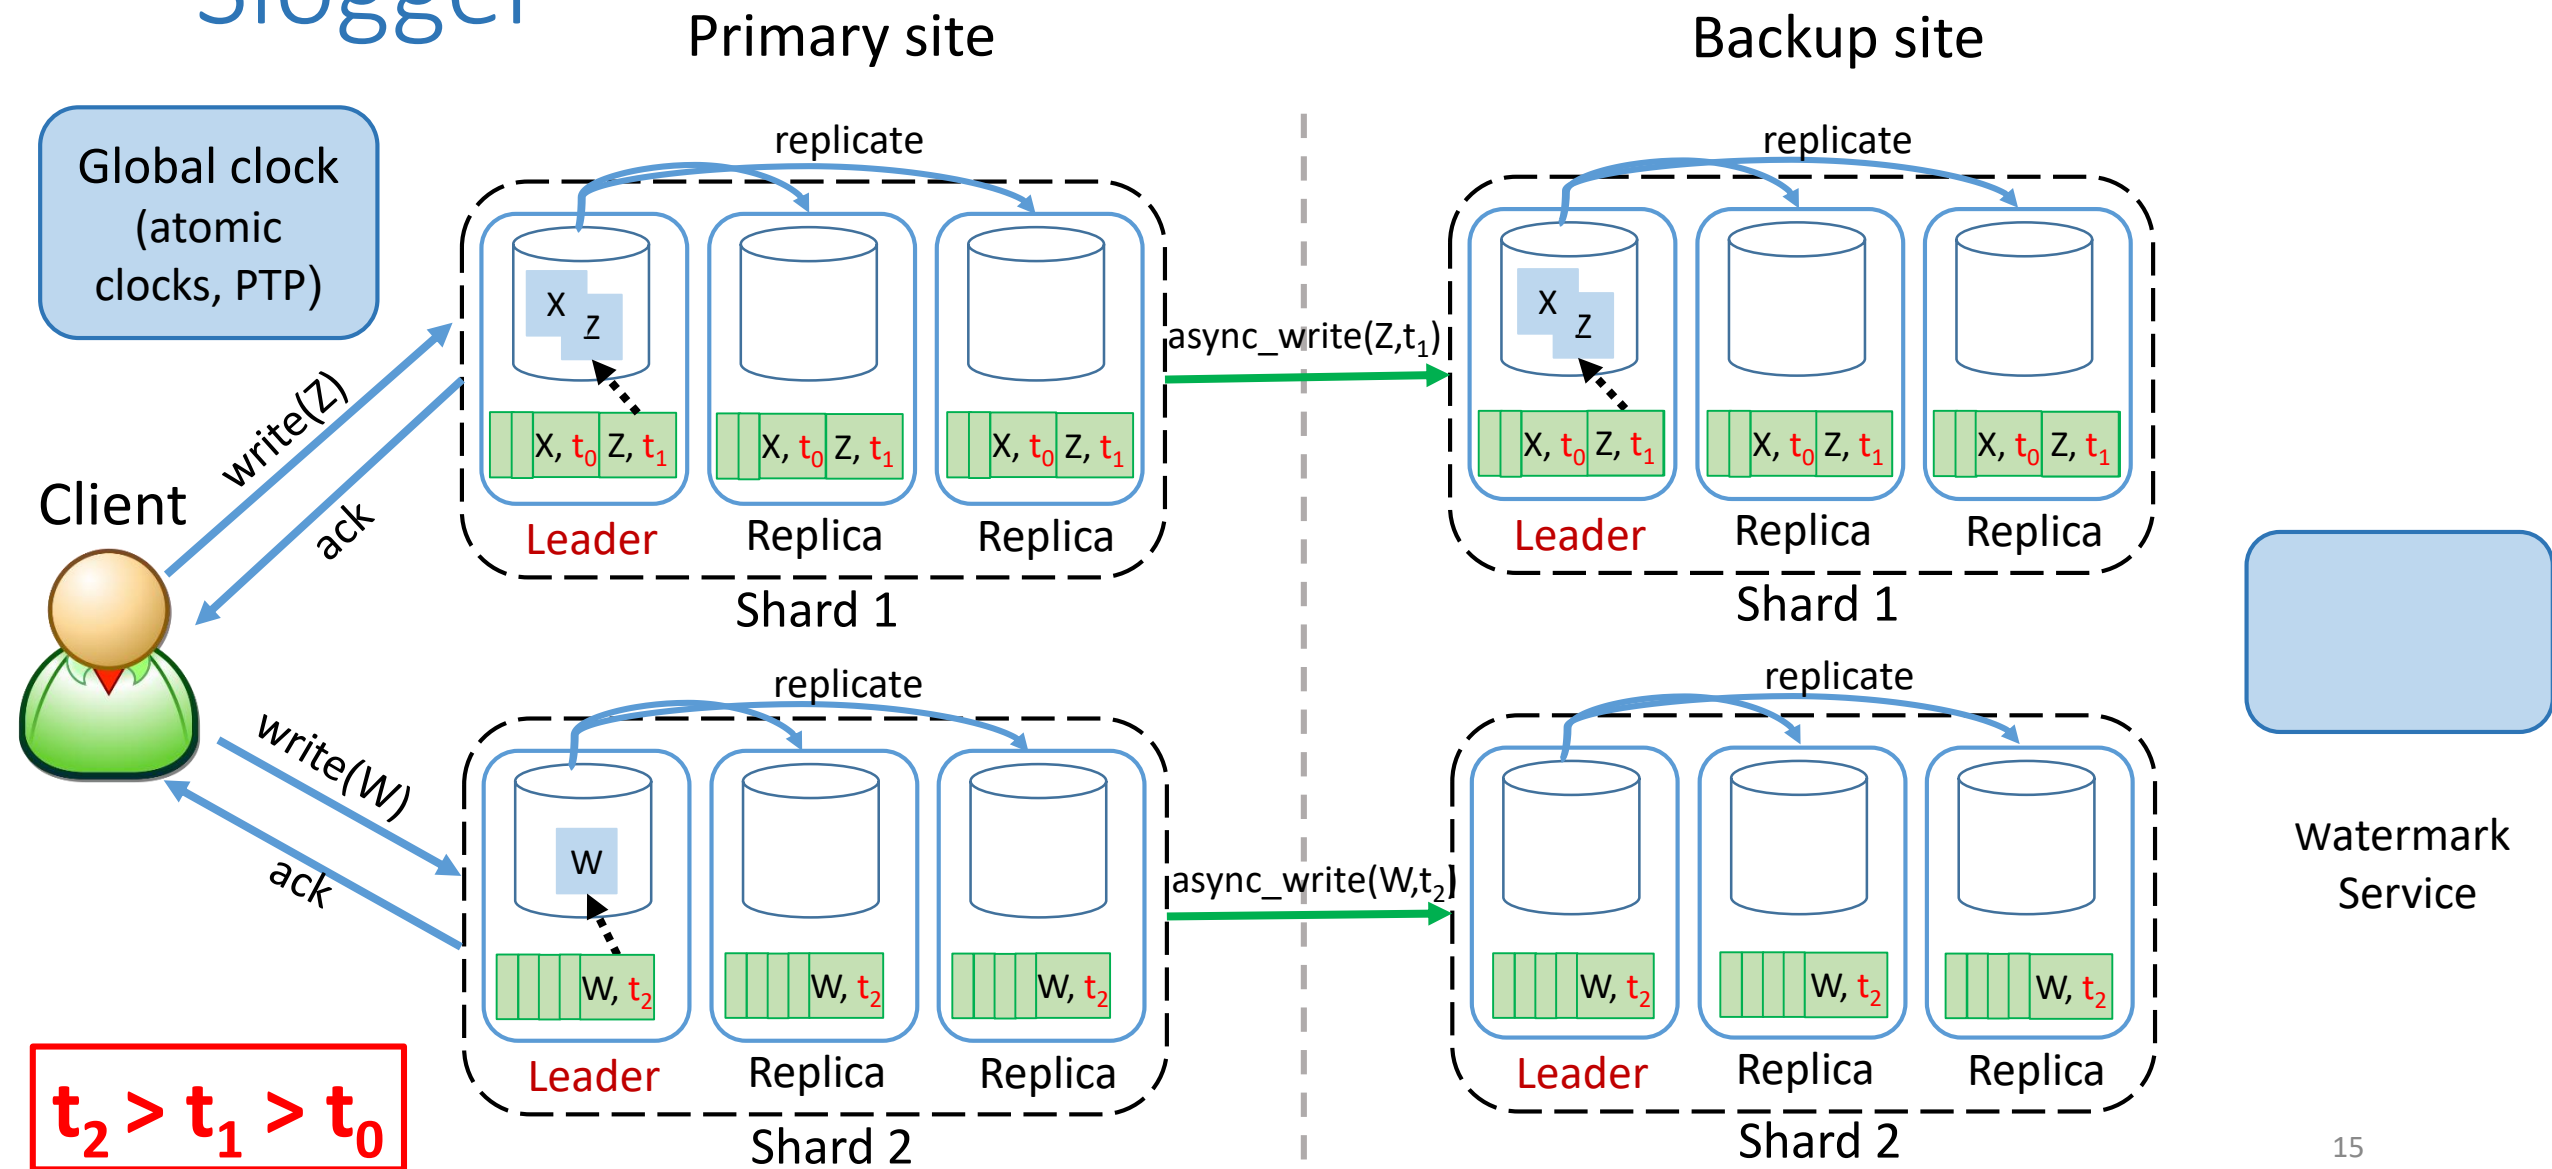 Slogger
Primary site
Backup site
Global clock
(atomic
clocks, PTP)
replicate
replicate
X
Z
X
Z
async_write(Z,t1)
write(Z)
ack
X, t0 Z, t1
X, t0 Z, t1
X, t0 Z, t1
X, t0 Z, t1
X, t0 Z, t1
X, t0 Z, t1
Client
Leader
Replica
Replica
Leader
Replica
Replica
Shard 1
Shard 1
replicate
replicate
write(W)
ack
W
async_write(W,t2)
Watermark
Service
W, t2
W, t2
W, t2
W, t2
W, t2
W, t2
Leader
Replica
Replica
Leader
Replica
Replica
t2 > t1 > t0
Shard 2
Shard 2
15